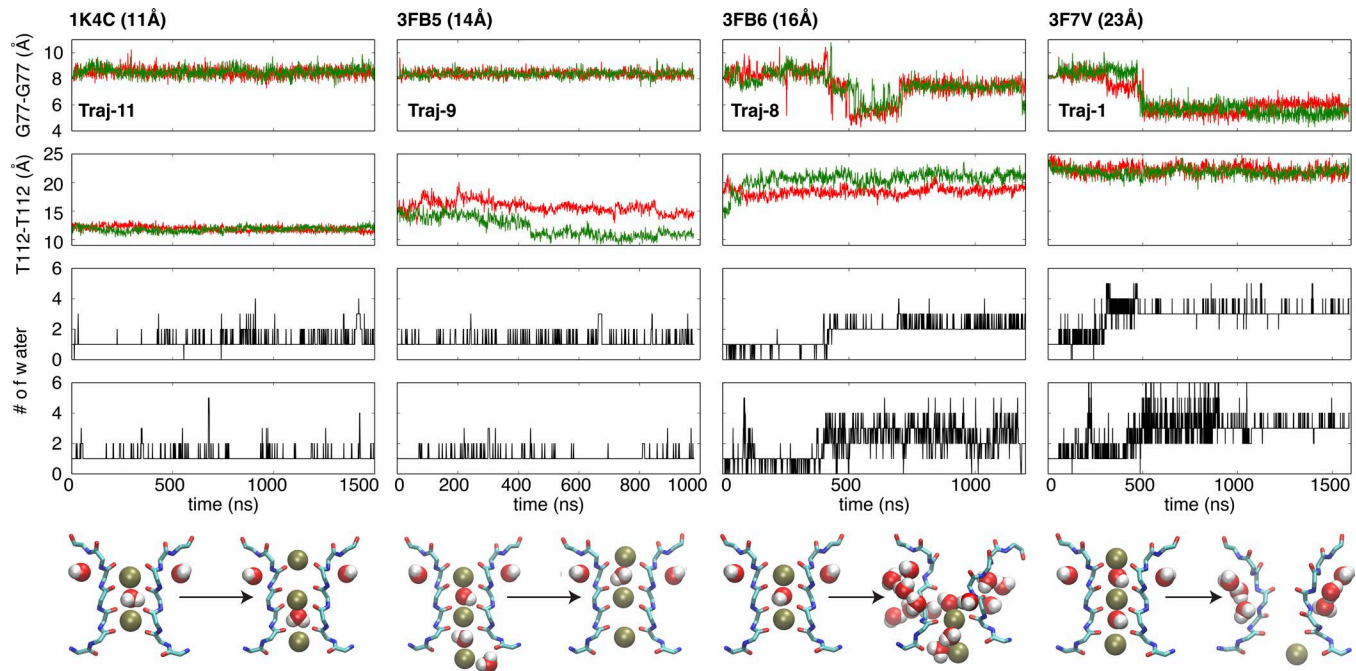 1K4C (11Å)
3FB5 (14Å)
3FB6 (16Å)
3F7V (23Å)
G77-G77 (Å)
10
8
6
4
Traj-11
Traj-9
Traj-8
Traj-1
T112-T112 (Å)
25
20
15
10
# of water
6
4
2
0
6
4
2
0
0 500 1000 1500
0 200 400 600 800 1000
0 500 1000
0 500 1000 1500
time (ns)
time (ns)
time (ns)
time (ns)